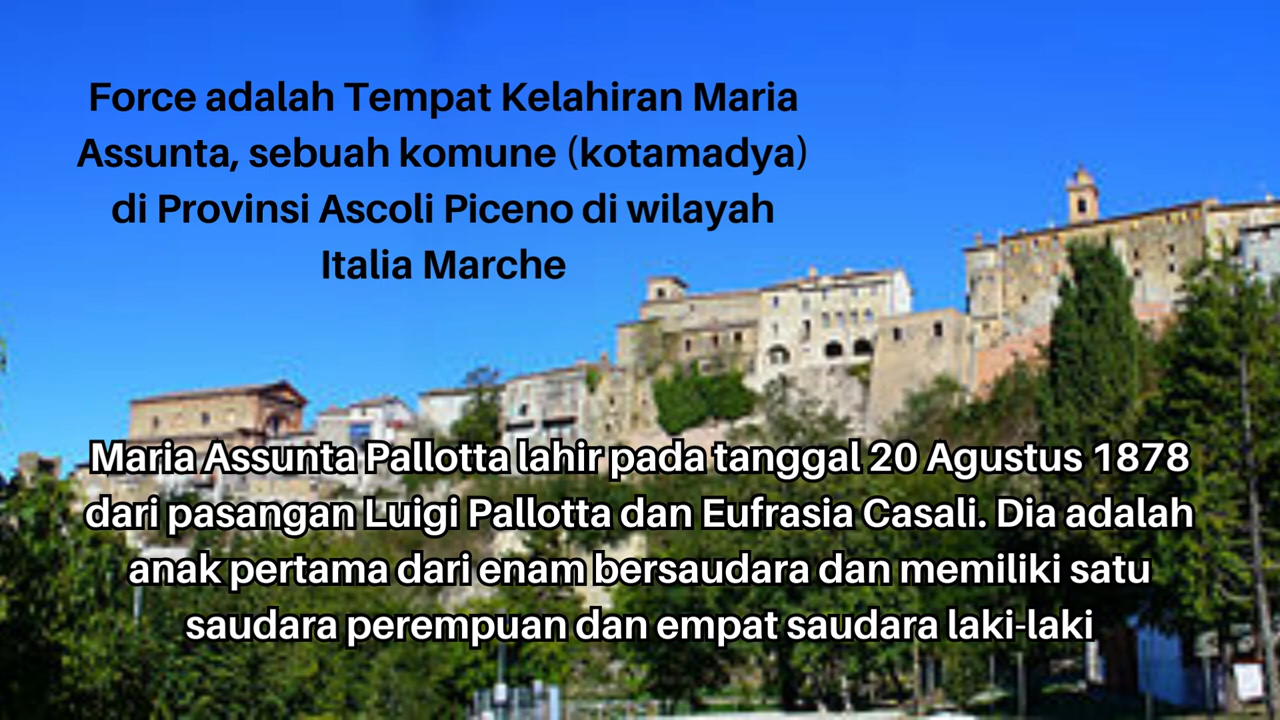 Force adalah Tempat Kelahiran Maria
Assunta, sebuah komune (kotamadya)
di Provinsi Ascoli Piceno di wilayah
Italia Marche
Maria Assunta Pallotta lahir pada tanggal 20 Agustus 1878
dari pasangan Luigi Pallotta dan Eufrasia Casali. Dia adalah
anak pertama dari enam bersaudara dan memiliki satu
saudara perempuan dan empat saudara laki-laki